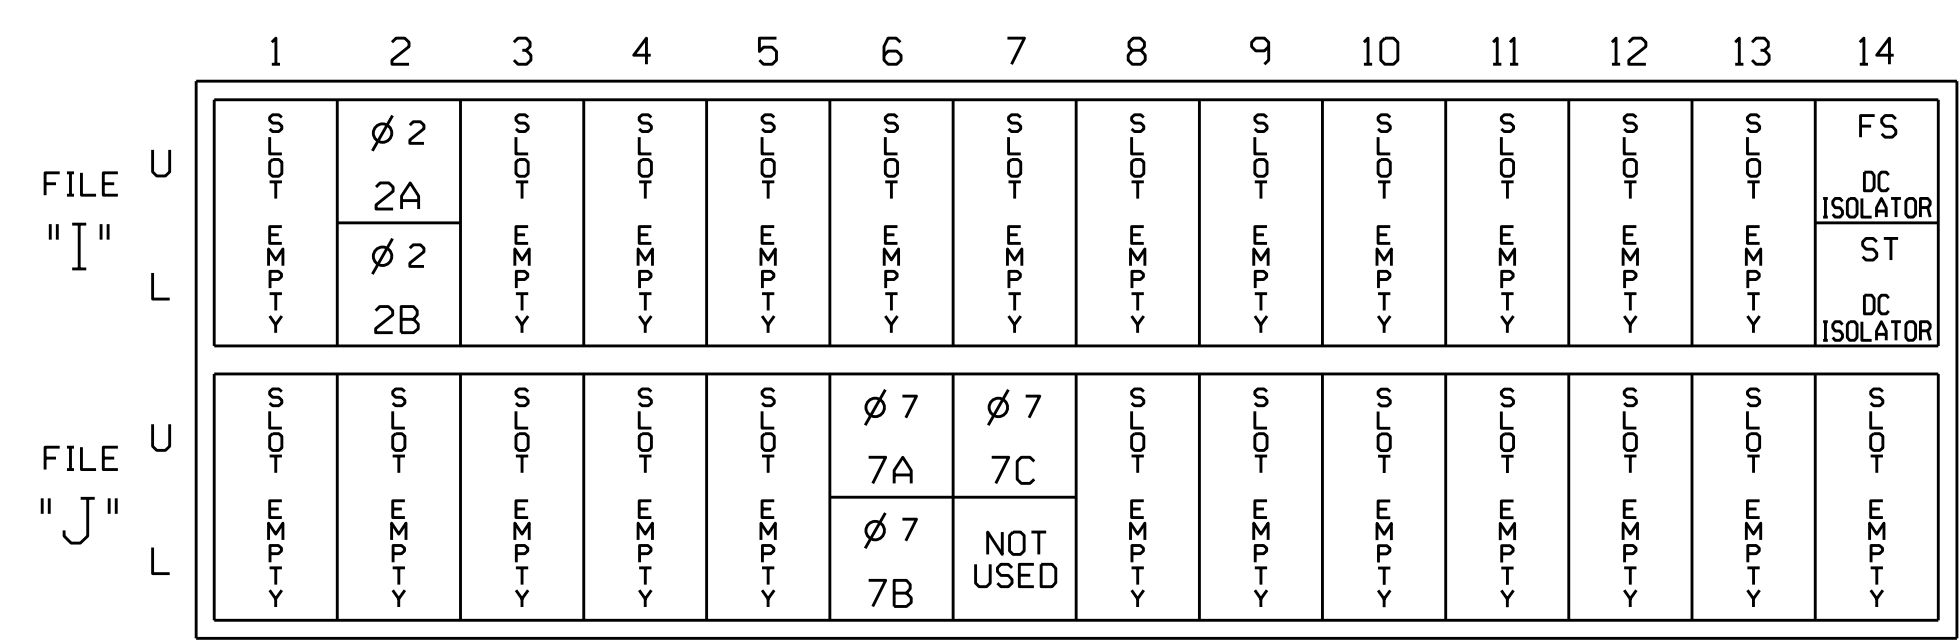 1 2 3 4 5 6 7 8 9 10 11 12 13 14
FILE "I"
U
L
SLOT EMPTY
Ø 2
2A
Ø 2
2B
SLOT EMPTY
SLOT EMPTY
SLOT EMPTY
SLOT EMPTY
SLOT EMPTY
SLOT EMPTY
SLOT EMPTY
SLOT EMPTY
SLOT EMPTY
SLOT EMPTY
SLOT EMPTY
FS
DC
ISOLATOR
ST
DC
ISOLATOR
FILE "J"
U
L
SLOT EMPTY
SLOT EMPTY
SLOT EMPTY
SLOT EMPTY
SLOT EMPTY
Ø 7
7A
Ø 7
7B
Ø 7
7C
NOT
USED
SLOT EMPTY
SLOT EMPTY
SLOT EMPTY
SLOT EMPTY
SLOT EMPTY
SLOT EMPTY
SLOT EMPTY